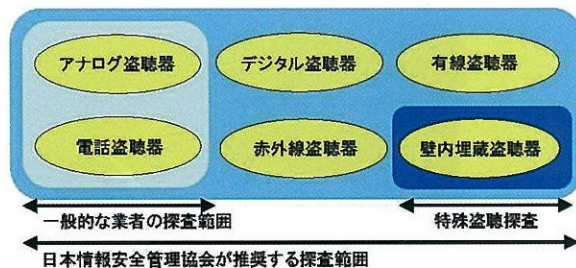 アナログ盗聴器
デジタル盗聴器
有線盗聴器
電話盗聴器
赤外線盗聴器
壁内埋蔵盗聴器
一般的な業者の探査範囲
特殊盗聴探査
日本情報安全管理協会が推奨する探査範囲